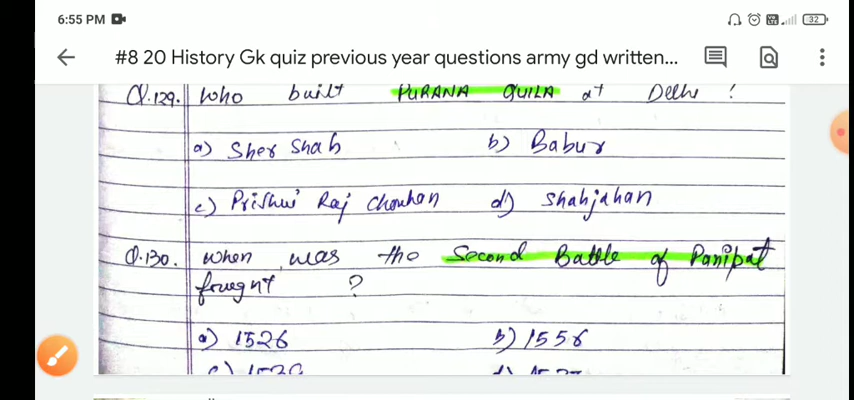 6:55 PM
32
#8 20 History Gk quiz previous year questions army gd written...
Q.129. Who built PURANA QUILA at Delhi ?
a) Sher Shah b) Babur
c) Prithvi Raj Chouhan d) Shahjahan
Q.130. When was the Second Battle of Panipat
fought ?
a) 1526 b) 1556